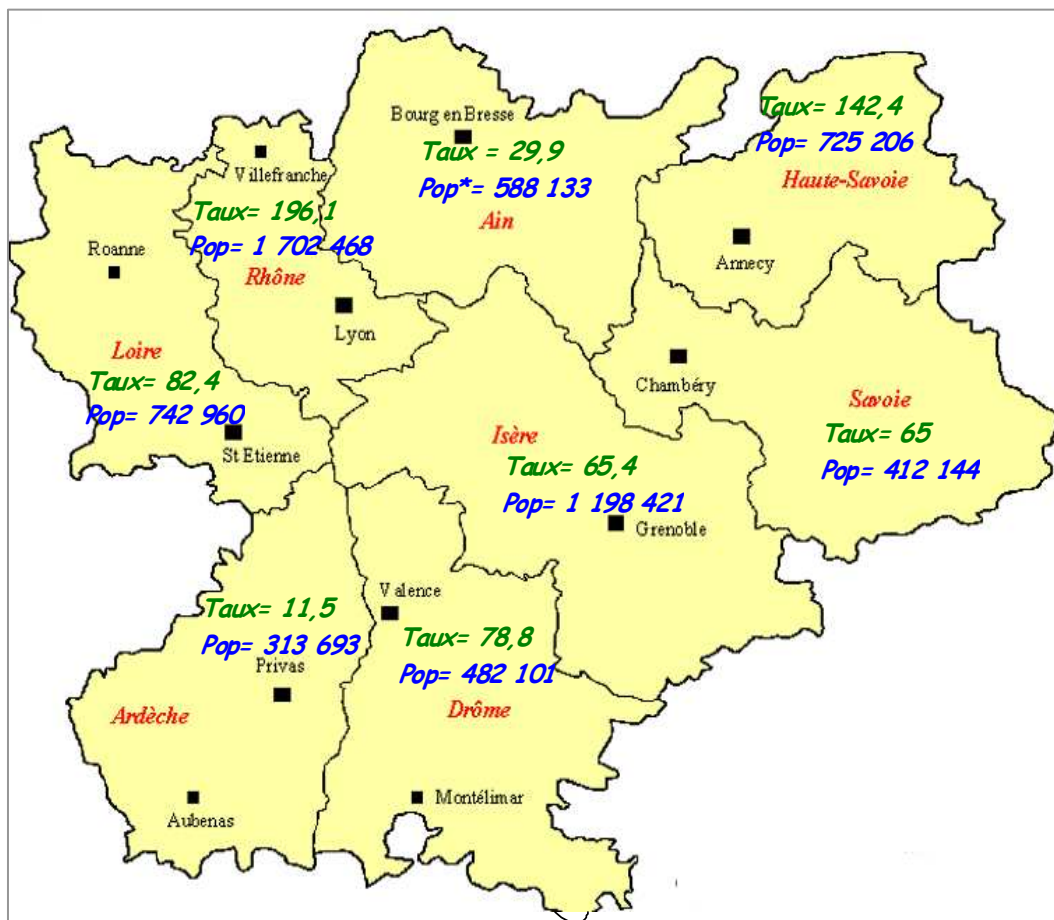 Taux= 142,4
Pop= 725 206
Haute-Savoie
Annecy
Bourg en Bresse
Taux = 29,9
Pop*= 588 133
Ain
Villefranche
Taux= 196,1
Pop= 1 702 468
Rhône
Lyon
Roanne
Loire
Taux= 82,4
Pop= 742 960
St Etienne
Chambéry
Savoie
Taux= 65
Pop= 412 144
Isère
Taux= 65,4
Pop= 1 198 421
Grenoble
Taux= 11,5
Pop= 313 693
Privas
Ardèche
Aubenas
Valence
Taux= 78,8
Pop= 482 101
Drôme
Montélimar